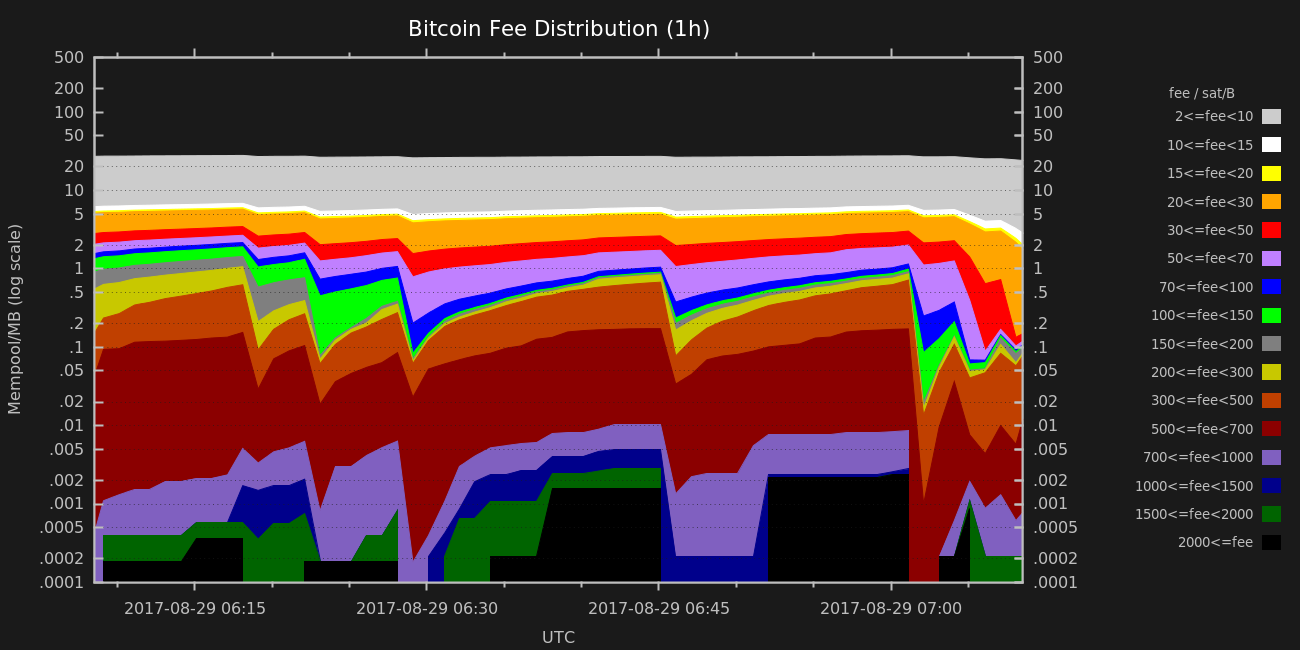 Bitcoin Fee Distribution (1h)
Mempool/MB (log scale)
500
200
100
50
20
10
5
2
1
.5
.2
.1
.05
.02
.01
.005
.002
.001
.0005
.0002
.0001
500
200
100
50
20
10
5
2
1
.5
.2
.1
.05
.02
.01
.005
.002
.001
.0005
.0002
.0001
2017-08-29 06:15
2017-08-29 06:30
2017-08-29 06:45
2017-08-29 07:00
UTC
fee / sat/B
2<=fee<10
10<=fee<15
15<=fee<20
20<=fee<30
30<=fee<50
50<=fee<70
70<=fee<100
100<=fee<150
150<=fee<200
200<=fee<300
300<=fee<500
500<=fee<700
700<=fee<1000
1000<=fee<1500
1500<=fee<2000
2000<=fee